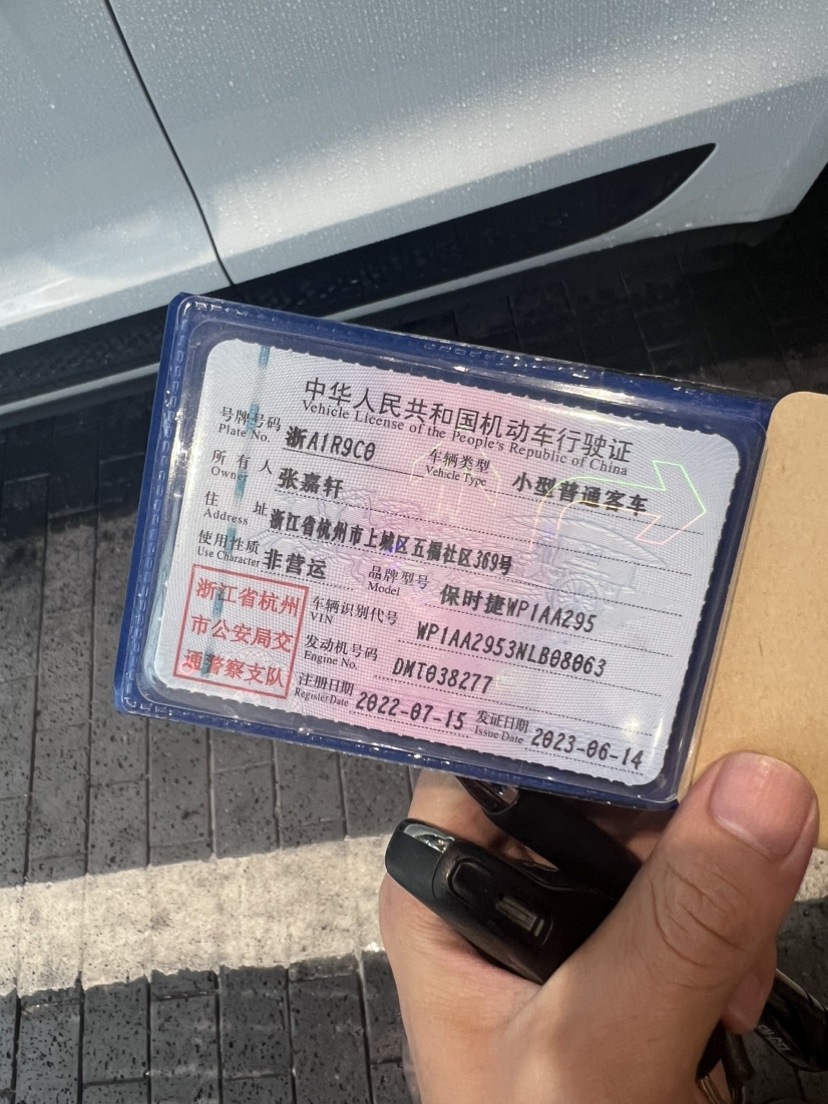 中华人民共和国机动车行驶证
Vehicle License of the People's Republic of China
号牌号码 浙A1R9C0 车辆类型 小型普通客车
Plate No. Vehicle Type
所有人 张嘉轩
Owner
住址 浙江省杭州市上城区五福社区369号
Address
使用性质 非营运 品牌型号 保时捷WP1AA295
Use Character Model
浙江省杭州
市公安局交
通警察支队
车辆识别代号 WP1AA2953NLB08063
VIN
发动机号码 DMT038277
Engine No.
注册日期 2022-07-15 发证日期 2023-06-14
Register Date Issue Date